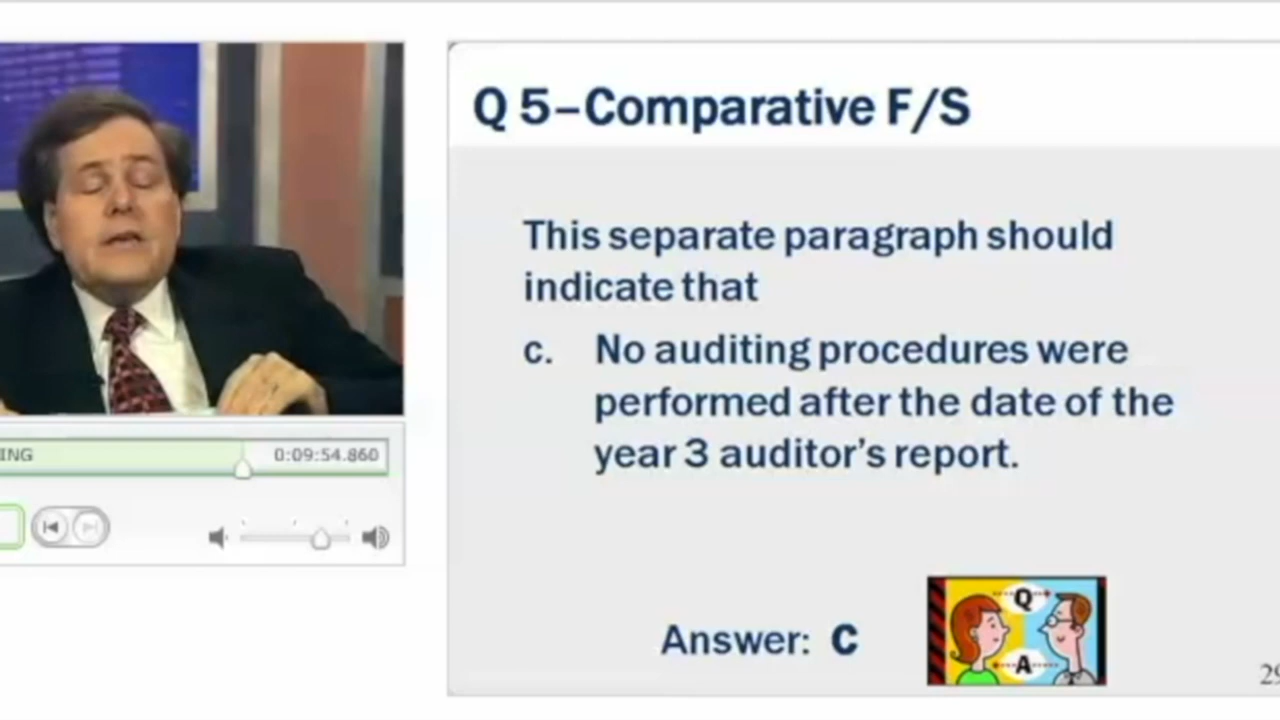 Q 5–Comparative F/S
This separate paragraph should
indicate that
c. No auditing procedures were
performed after the date of the
year 3 auditor's report.
Answer: C
Q
A
29
ING
0:09:54.860